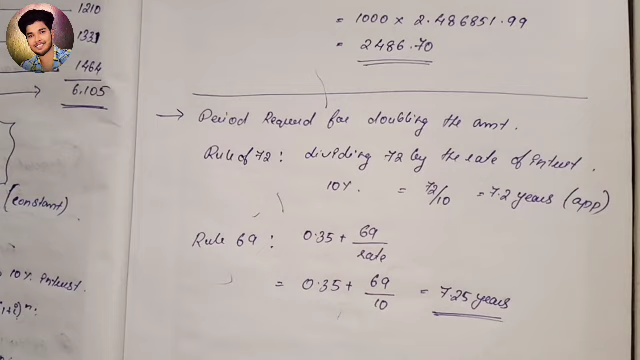 1210
1331
1464
6.105
(constant)
10% interest.
1+i)ⁿ:
= 1000 × 2.486851.99
= 2486.70
→ Period Required for doubling the amt.
Rule of 72: dividing 72 by the rate of interest.
10%. = 72/10 = 7.2 years (app)
Rule 69: 0.35 + 69/rate
= 0.35 + 69/10 = 7.25 years